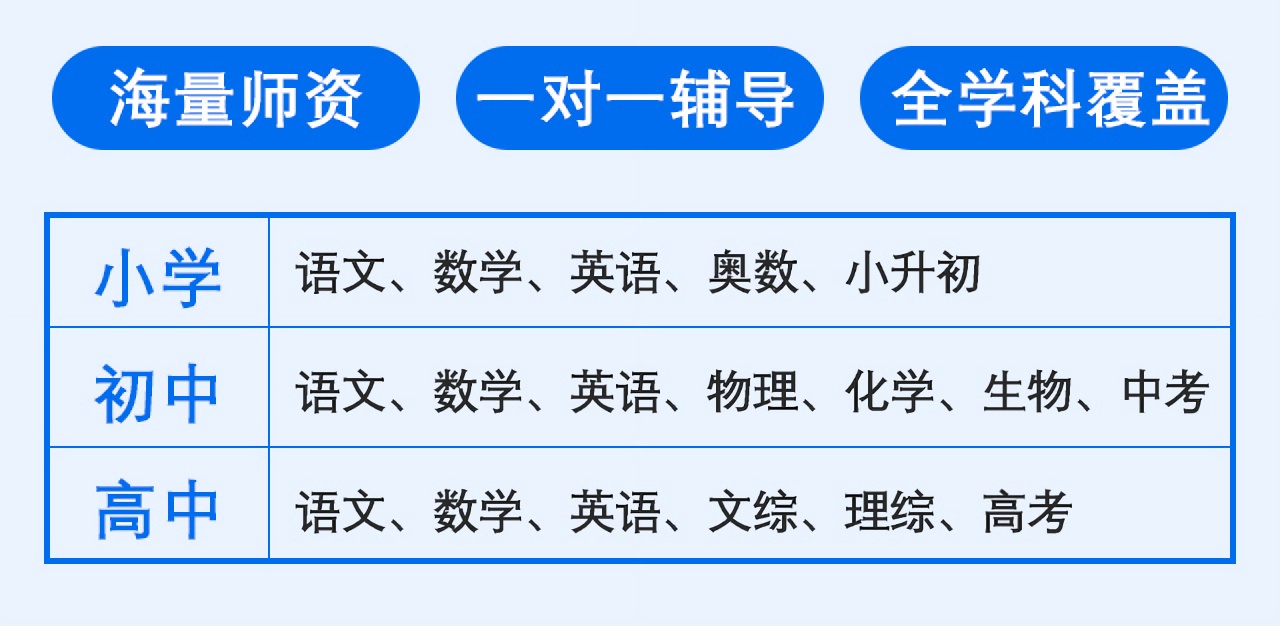 海量师资 一对一辅导 全学科覆盖
小学 语文、数学、英语、奥数、小升初
初中 语文、数学、英语、物理、化学、生物、中考
高中 语文、数学、英语、文综、理综、高考